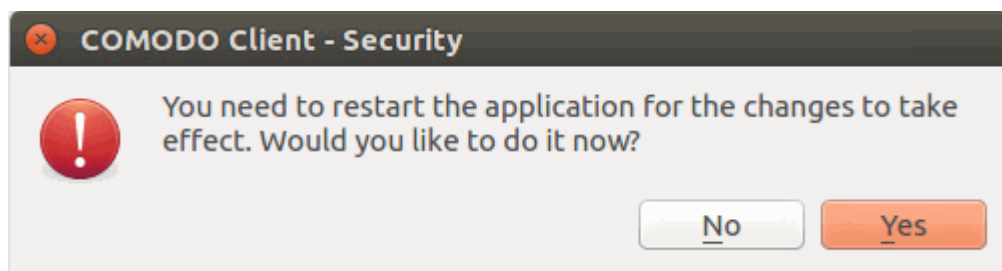 COMODO Client - Security
You need to restart the application for the changes to take
effect. Would you like to do it now?
No
Yes